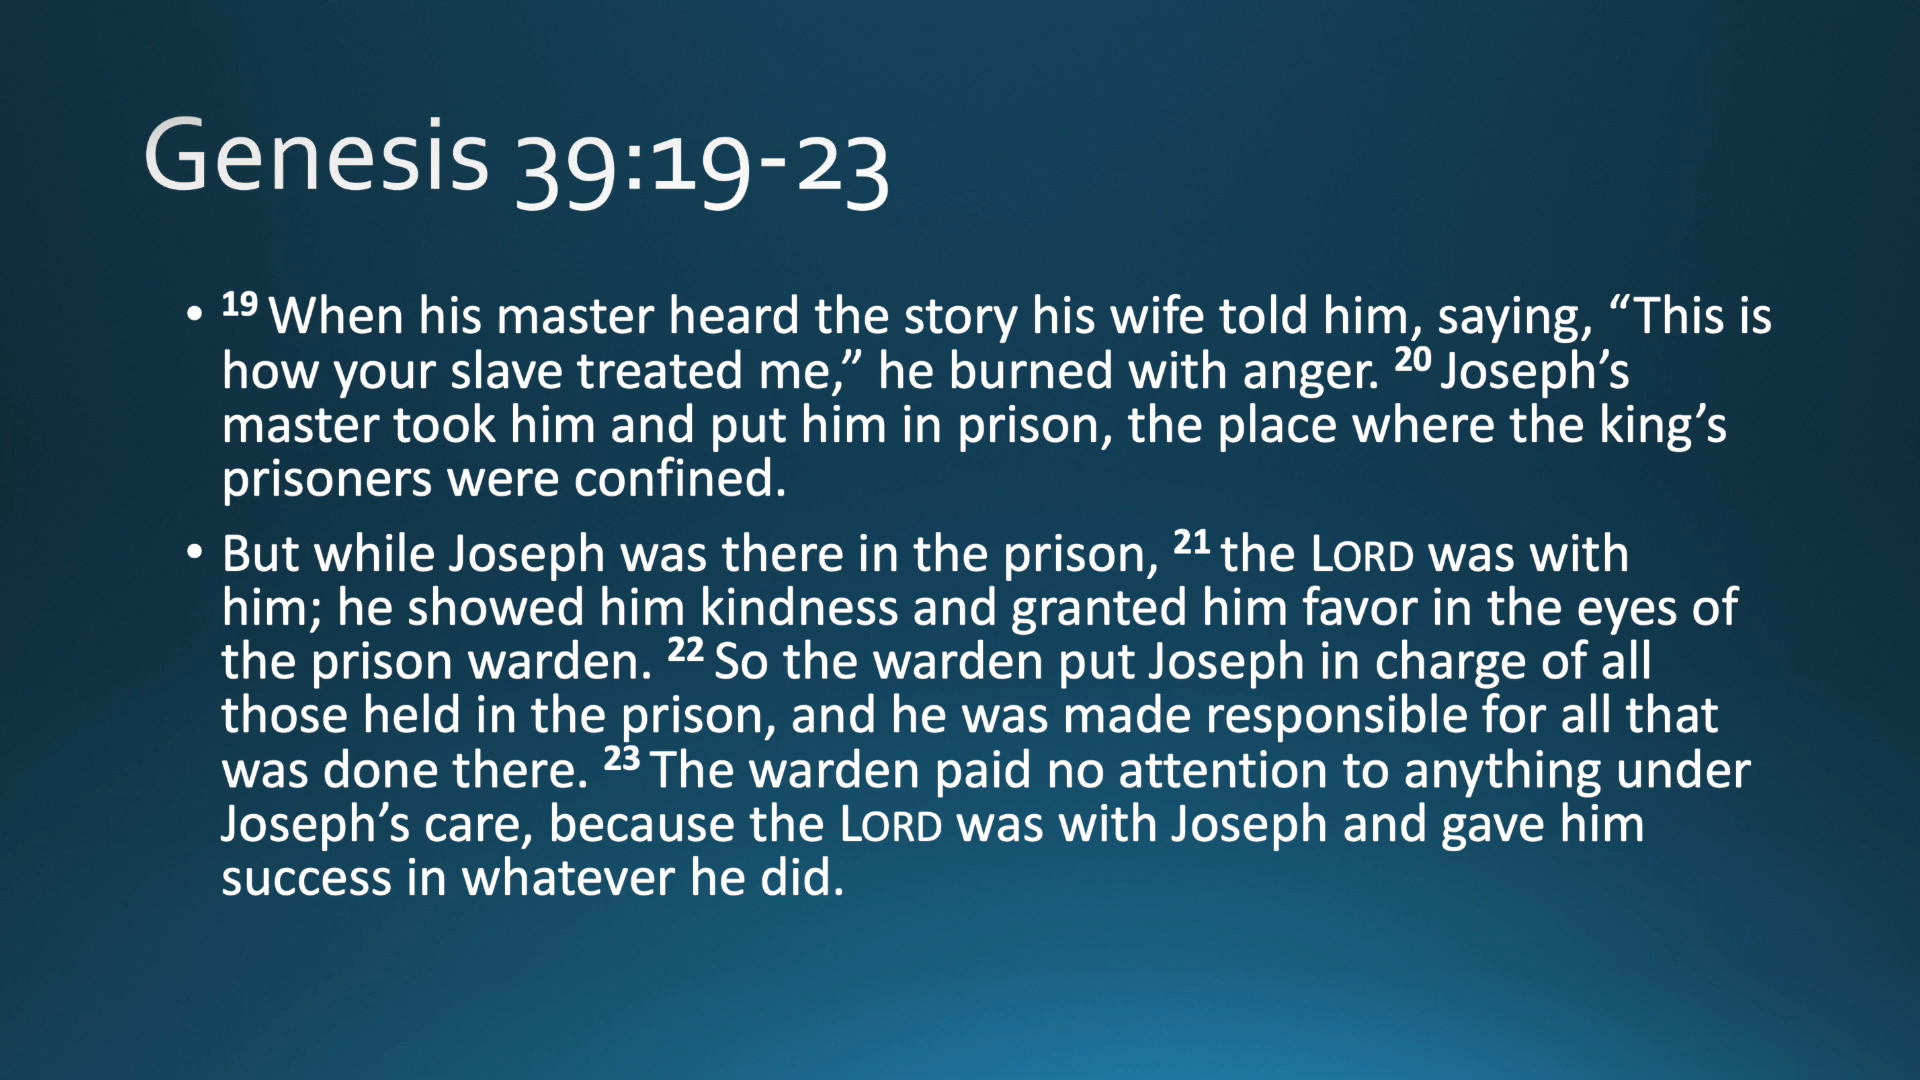 Genesis 39:19-23
• 19 When his master heard the story his wife told him, saying, “This is
how your slave treated me,” he burned with anger. 20 Joseph’s
master took him and put him in prison, the place where the king’s
prisoners were confined.
• But while Joseph was there in the prison, 21 the LORD was with
him; he showed him kindness and granted him favor in the eyes of
the prison warden. 22 So the warden put Joseph in charge of all
those held in the prison, and he was made responsible for all that
was done there. 23 The warden paid no attention to anything under
Joseph’s care, because the LORD was with Joseph and gave him
success in whatever he did.